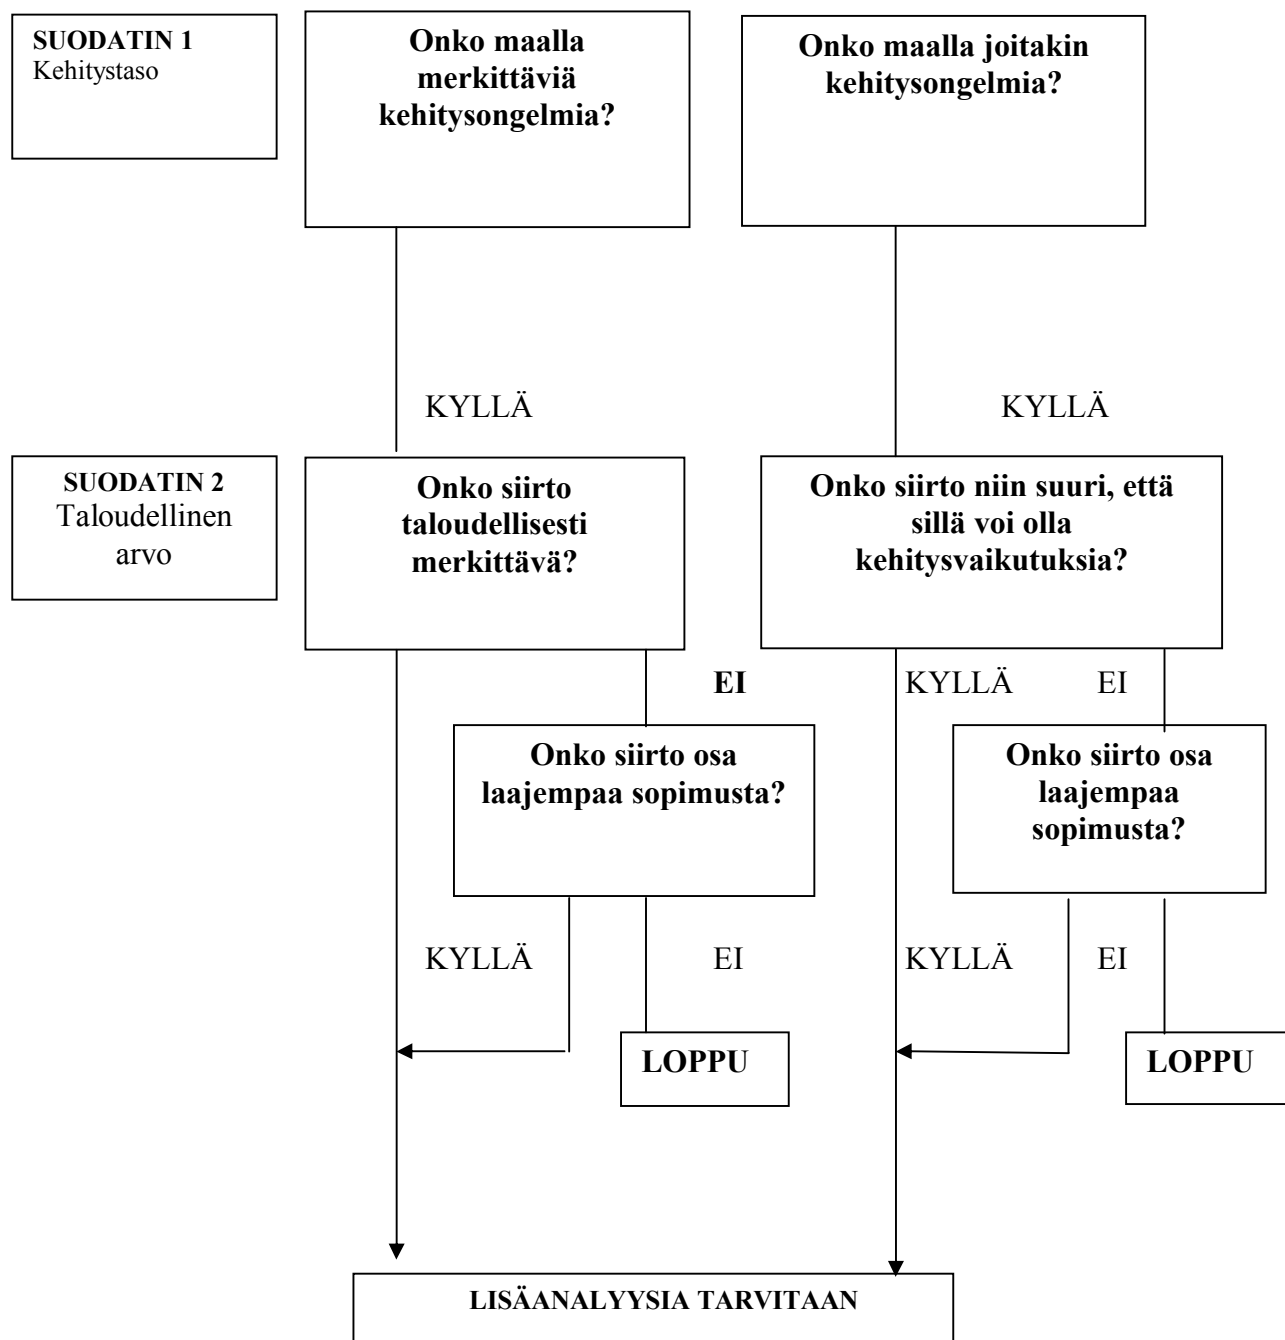 SUODATIN 1
Kehitystaso
Onko maalla
merkittäviä
kehitysongelmia?
Onko maalla joitakin
kehitysongelmia?
KYLLÄ
KYLLÄ
SUODATIN 2
Taloudellinen
arvo
Onko siirto
taloudellisesti
merkittävä?
Onko siirto niin suuri, että
sillä voi olla
kehitysvaikutuksia?
EI
KYLLÄ
EI
Onko siirto osa
laajempaa sopimusta?
Onko siirto osa
laajempaa
sopimusta?
KYLLÄ
EI
KYLLÄ
EI
LOPPU
LOPPU
LISÄANALYYSIA TARVITAAN